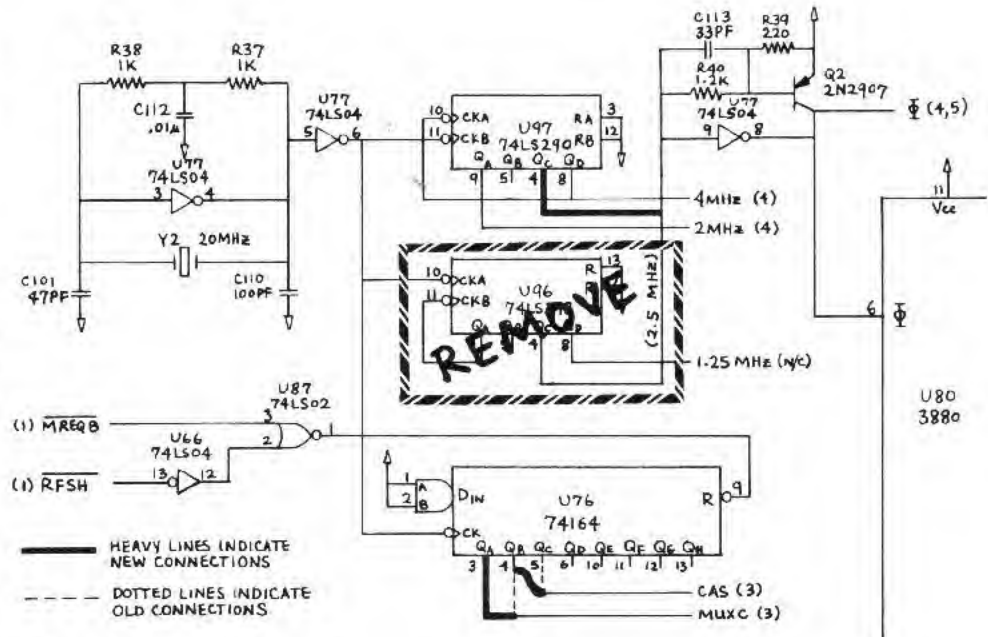 R38
1K
R37
1K
C112
.01µ
U77
74LS04
3
4
Y2 20MHZ
C101
47PF
C110
100PF
U77
74LS04
5
6
10
CKA
11
CKB
U97
74LS290
RA
3
RB
12
QA QB QC QD
9 5 4 8
C113
33PF
R39
220
R40
1.2K
U77
74LS04
9
8
Q2
2N2907
Φ (4,5)
4MHZ (4)
2MHZ (4)
11
VCC
6
Φ
U80
3880
10
CKA
11
CKB
U96
R
13
QA
4 8
REMOVE
(2.5 MHZ)
1.25 MHZ (N/C)
(1) MREQB
(1) RFSH
U87
74LS02
3
2
1
U66
74LS04
13
12
1
A
2
B
DIN
CK
U76
74164
R
9
QA QB QC QD QE QF QG QH
3 4 5 6 10 11 12 13
CAS (3)
MUXC (3)
HEAVY LINES INDICATE
NEW CONNECTIONS
DOTTED LINES INDICATE
OLD CONNECTIONS